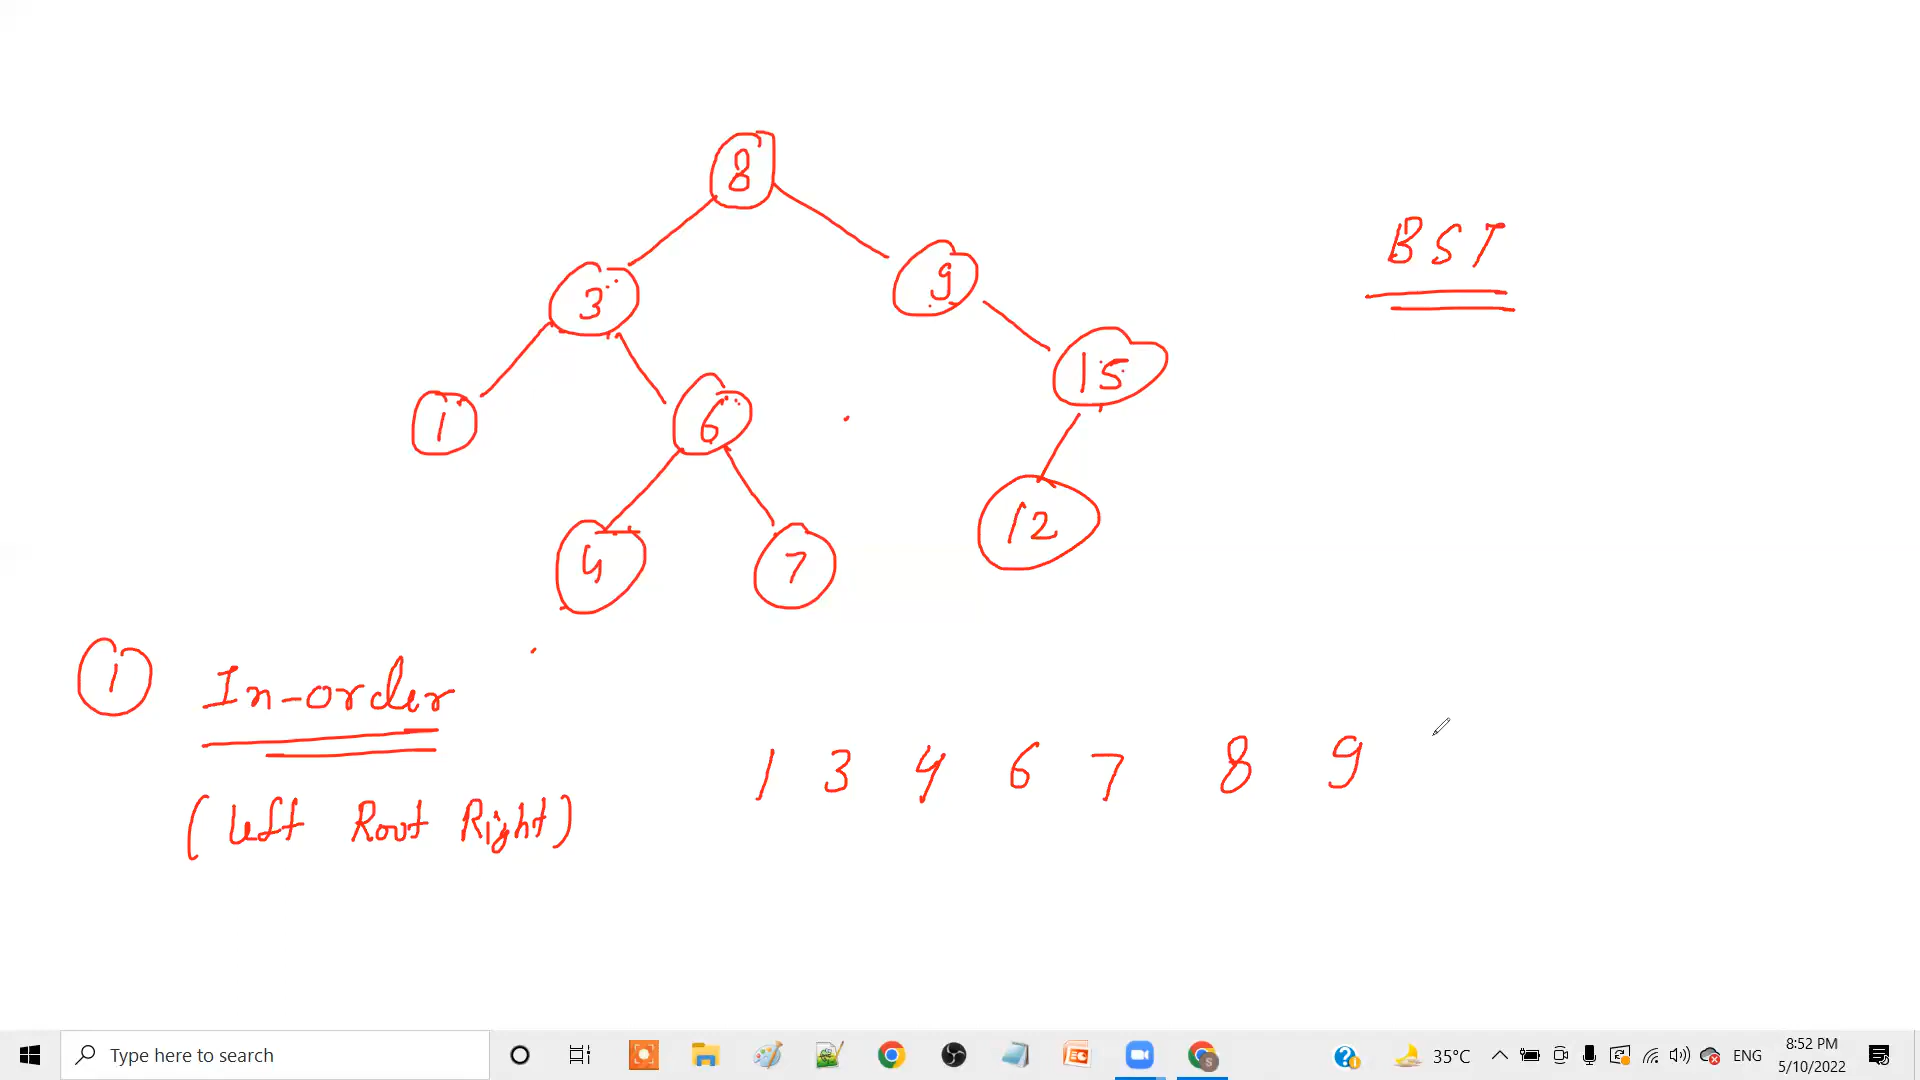 8
BST
3 9
15
1 6
12
4 7
1 In-order
1 3 4 6 7 8 9
(Left Root Right)
Type here to search
35°C
ENG
8:52 PM
5/10/2022